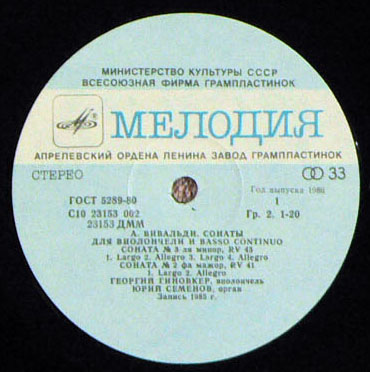 МИНИСТЕРСТВО КУЛЬТУРЫ СССР
ВСЕСОЮЗНАЯ ФИРМА ГРАМПЛАСТИНОК
МЕЛОДИЯ
АПРЕЛЕВСКИЙ ОРДЕНА ЛЕНИНА ЗАВОД ГРАМПЛАСТИНОК
СТЕРЕО 33
ГОСТ 5289-80 Год выпуска 1986
С10 23153 002 1
23153 ДММ Гр. 2. 1-20
А. ВИВАЛЬДИ. СОНАТЫ
ДЛЯ ВИОЛОНЧЕЛИ И BASSO CONTINUO
СОНАТА № 3 ля минор, RV 43
1. Largo 2. Allegro 3. Largo 4. Allegro
СОНАТА № 2 фа мажор, RV 41
1. Largo 2. Allegro
ГЕОРГИЙ ГИНОВКЕР, виолончель
ЮРИЙ СЕМЕНОВ, орган
Запись 1985 г.